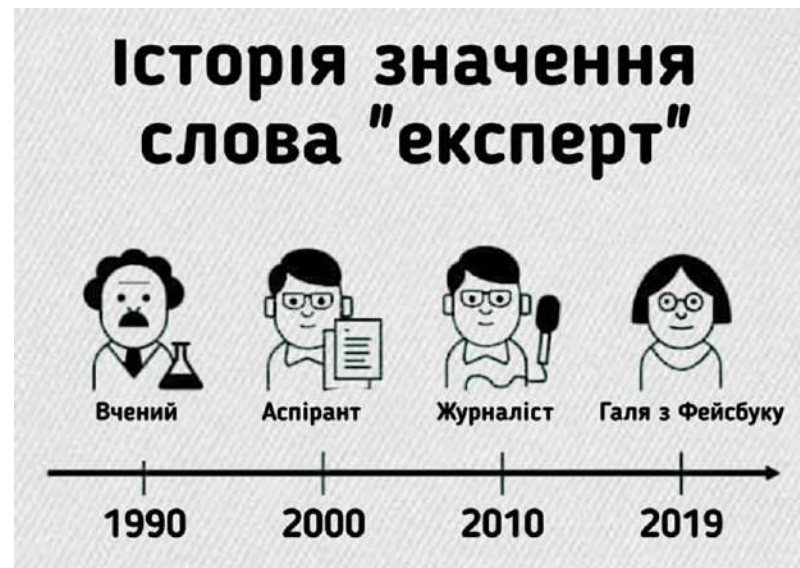 Історія значення
слова "експерт"
Вчений
Аспірант
Журналіст
Галя з Фейсбуку
1990
2000
2010
2019